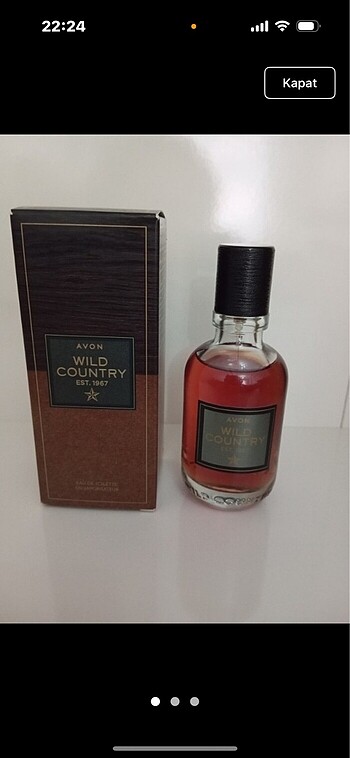 22:24
Kapat
AVON
WILD
COUNTRY
EST. 1967
AVON
WILD
COUNTRY